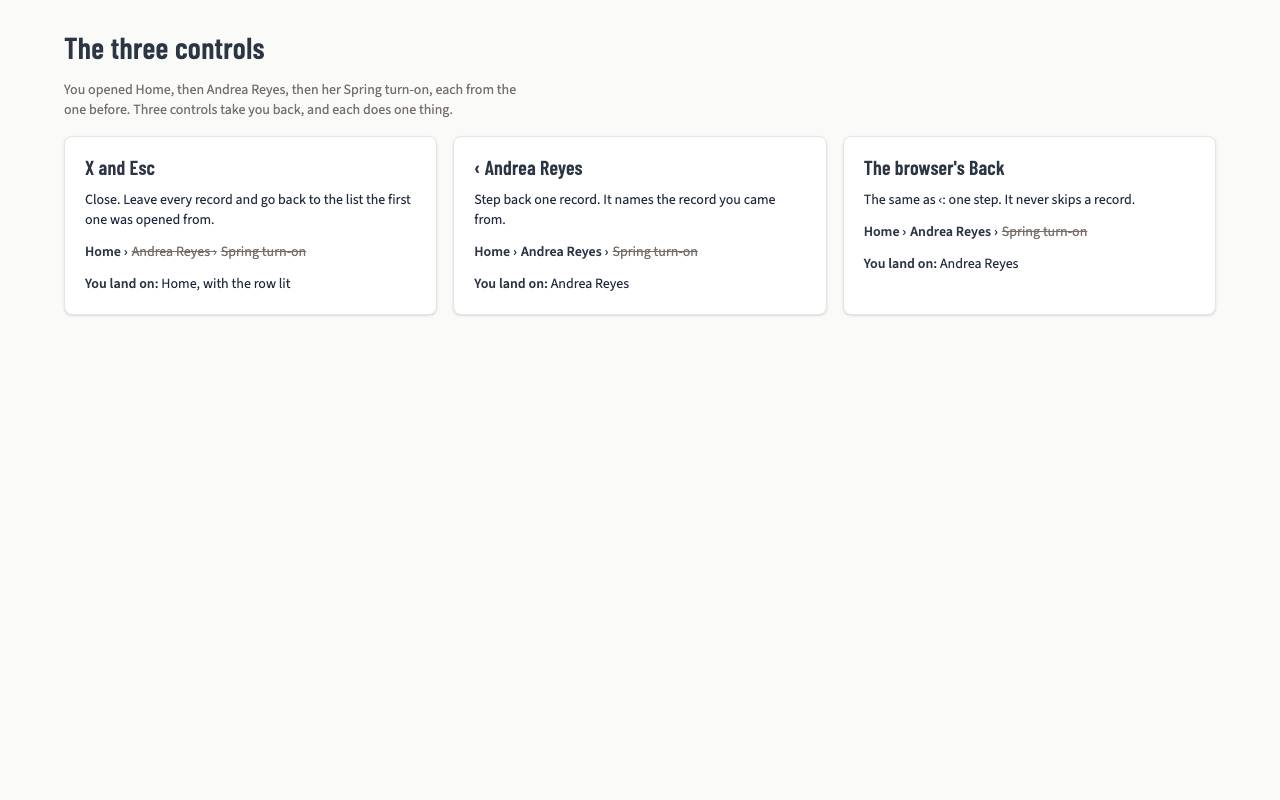 The three controls
You opened Home, then Andrea Reyes, then her Spring turn-on, each from the
one before. Three controls take you back, and each does one thing.
X and Esc
Close. Leave every record and go back to the list the first
one was opened from.
Home › Andrea Reyes › Spring turn-on
You land on: Home, with the row lit
‹ Andrea Reyes
Step back one record. It names the record you came
from.
Home › Andrea Reyes › Spring turn-on
You land on: Andrea Reyes
The browser's Back
The same as ‹: one step. It never skips a record.
Home › Andrea Reyes › Spring turn-on
You land on: Andrea Reyes